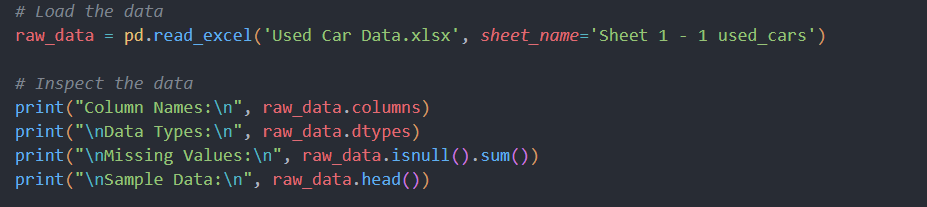 # Load the data
raw_data = pd.read_excel('Used Car Data.xlsx', sheet_name='Sheet 1 - 1 used_cars')
# Inspect the data
print("Column Names:\n", raw_data.columns)
print("\nData Types:\n", raw_data.dtypes)
print("\nMissing Values:\n", raw_data.isnull().sum())
print("\nSample Data:\n", raw_data.head())